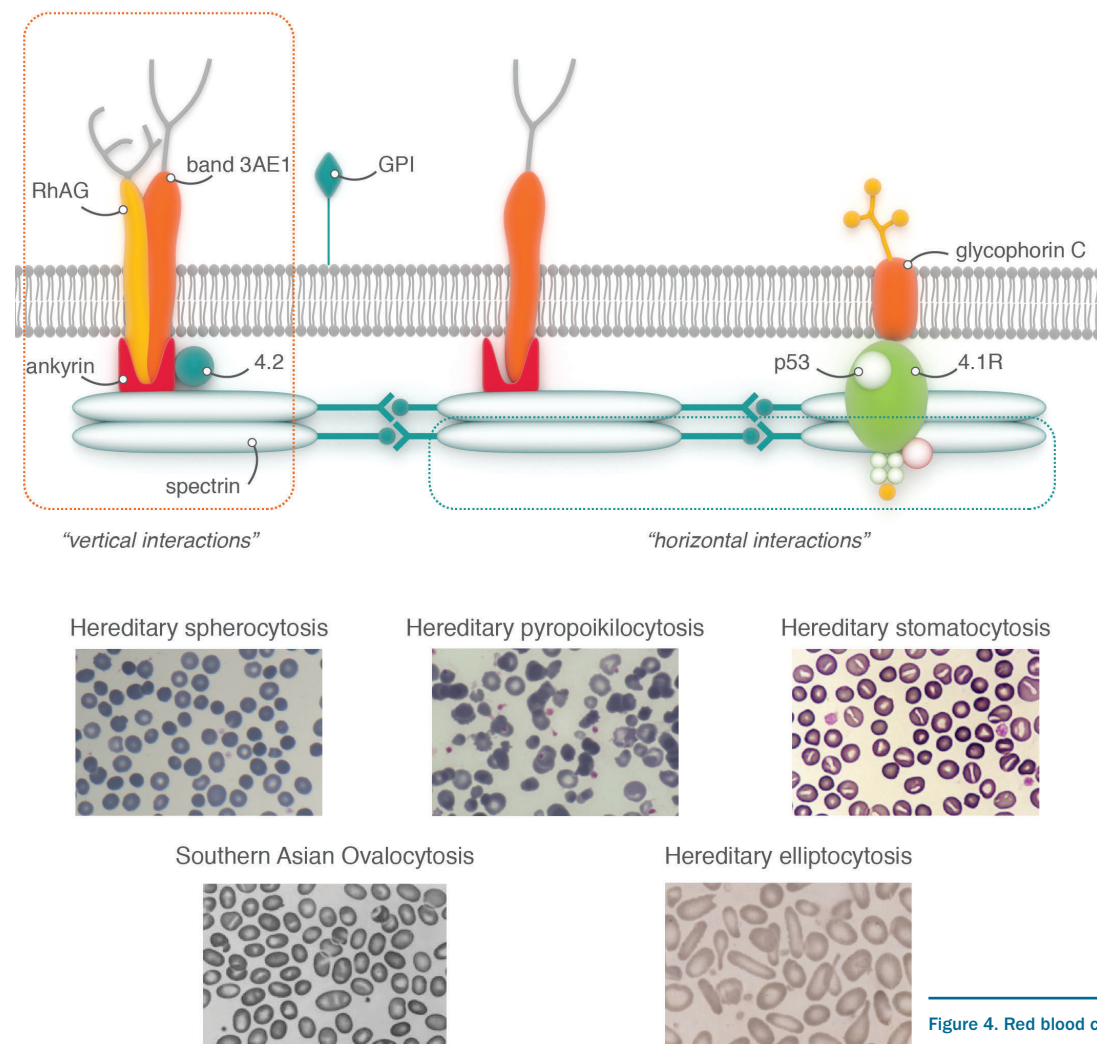 band 3AE1
GPI
RhAG
glycophorin C
ankyrin
4.2
p53
4.1R
spectrin
"vertical interactions"
"horizontal interactions"
Hereditary spherocytosis
Hereditary pyropoikilocytosis
Hereditary stomatocytosis
Southern Asian Ovalocytosis
Hereditary elliptocytosis
Figure 4. Red blood c